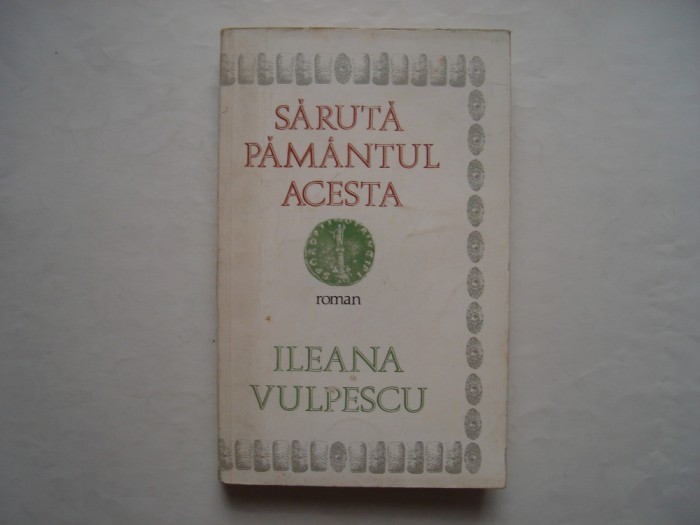 SĂRUTĂ
PĂMÂNTUL
ACESTA
roman
ILEANA
VULPESCU